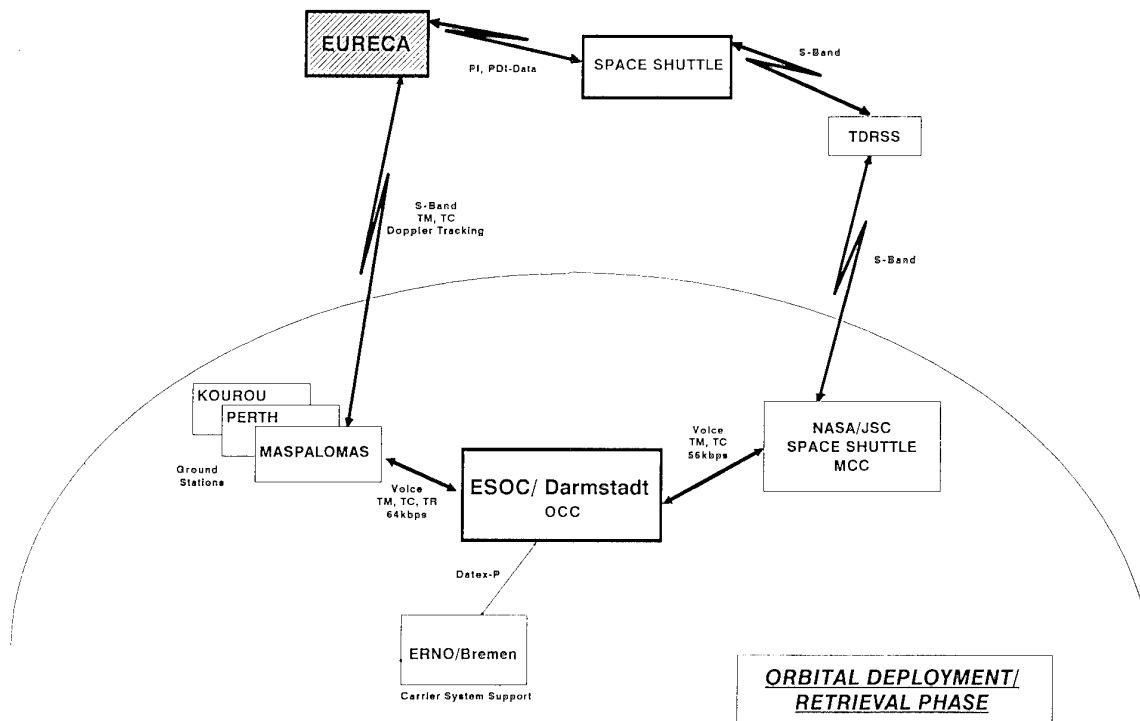 EURECA
SPACE SHUTTLE
S-Band
PI, PDI-Data
TDRSS
S-Band
TM, TC
Doppler Tracking
S-Band
KOUROU
PERTH
MASPALOMAS
Ground
Stations
Voice
TM, TC, TR
64kbps
ESOC/ Darmstadt
OCC
Voice
TM, TC
56kbps
NASA/JSC
SPACE SHUTTLE
MCC
Datex-P
ERNO/Bremen
Carrier System Support
ORBITAL DEPLOYMENT/
RETRIEVAL PHASE